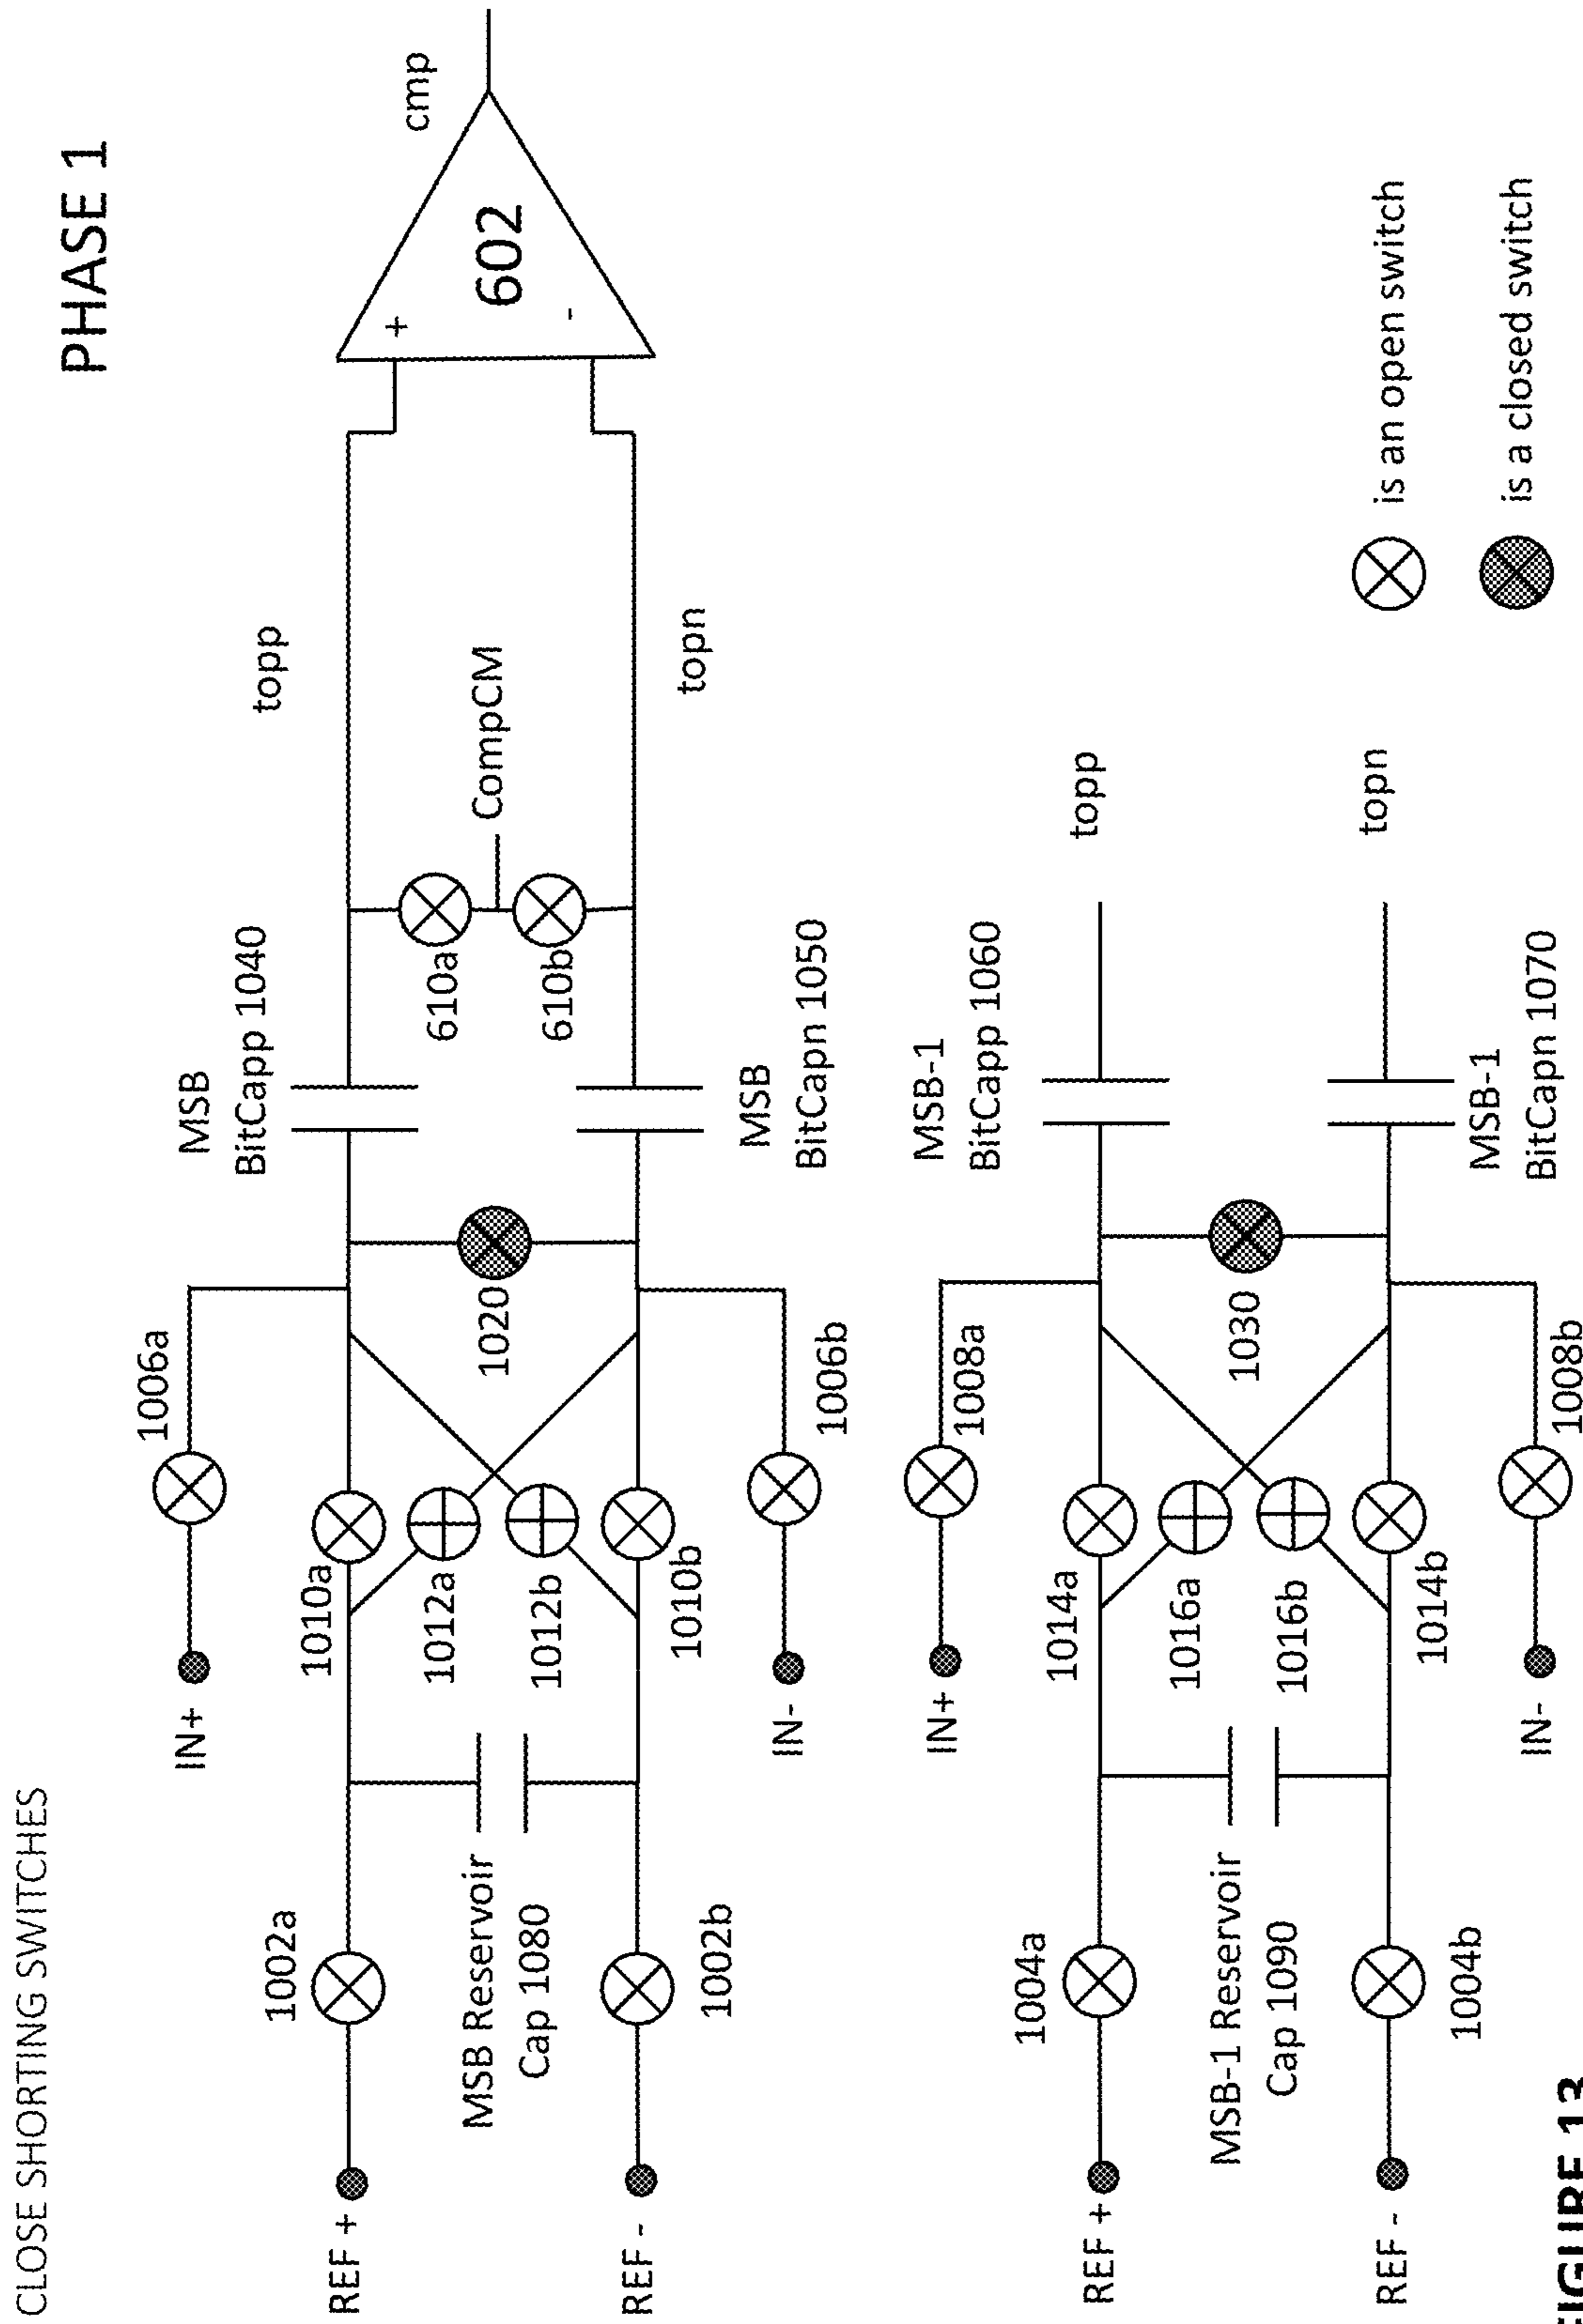 CLOSE SHORTING SWITCHES
PHASE 1
REF +
1002a
MSB Reservoir
Cap 1080
REF -
1002b
IN+
1006a
1010a
1012a
1012b
1010b
IN-
1006b
1020
MSB
BitCapp 1040
MSB
BitCapn 1050
610a
610b
CompCM
topp
topn
+
-
602
cmp
REF +
1004a
MSB-1 Reservoir
Cap 1090
REF -
1004b
IN+
1008a
1014a
1016a
1016b
1014b
IN-
1008b
1030
MSB-1
BitCapp 1060
MSB-1
BitCapn 1070
topp
topn
is an open switch
is a closed switch
FIGURE 13